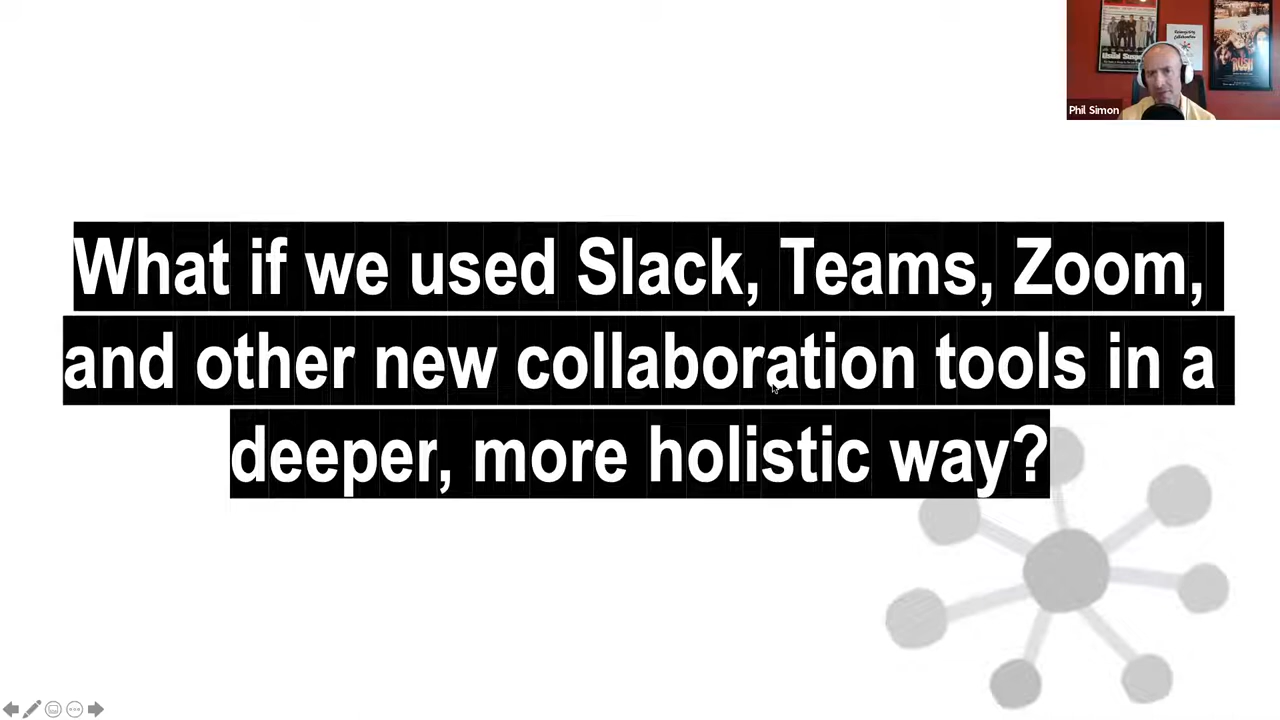 What if we used Slack, Teams, Zoom,
and other new collaboration tools in a
deeper, more holistic way?
Phil Simon
RUSH